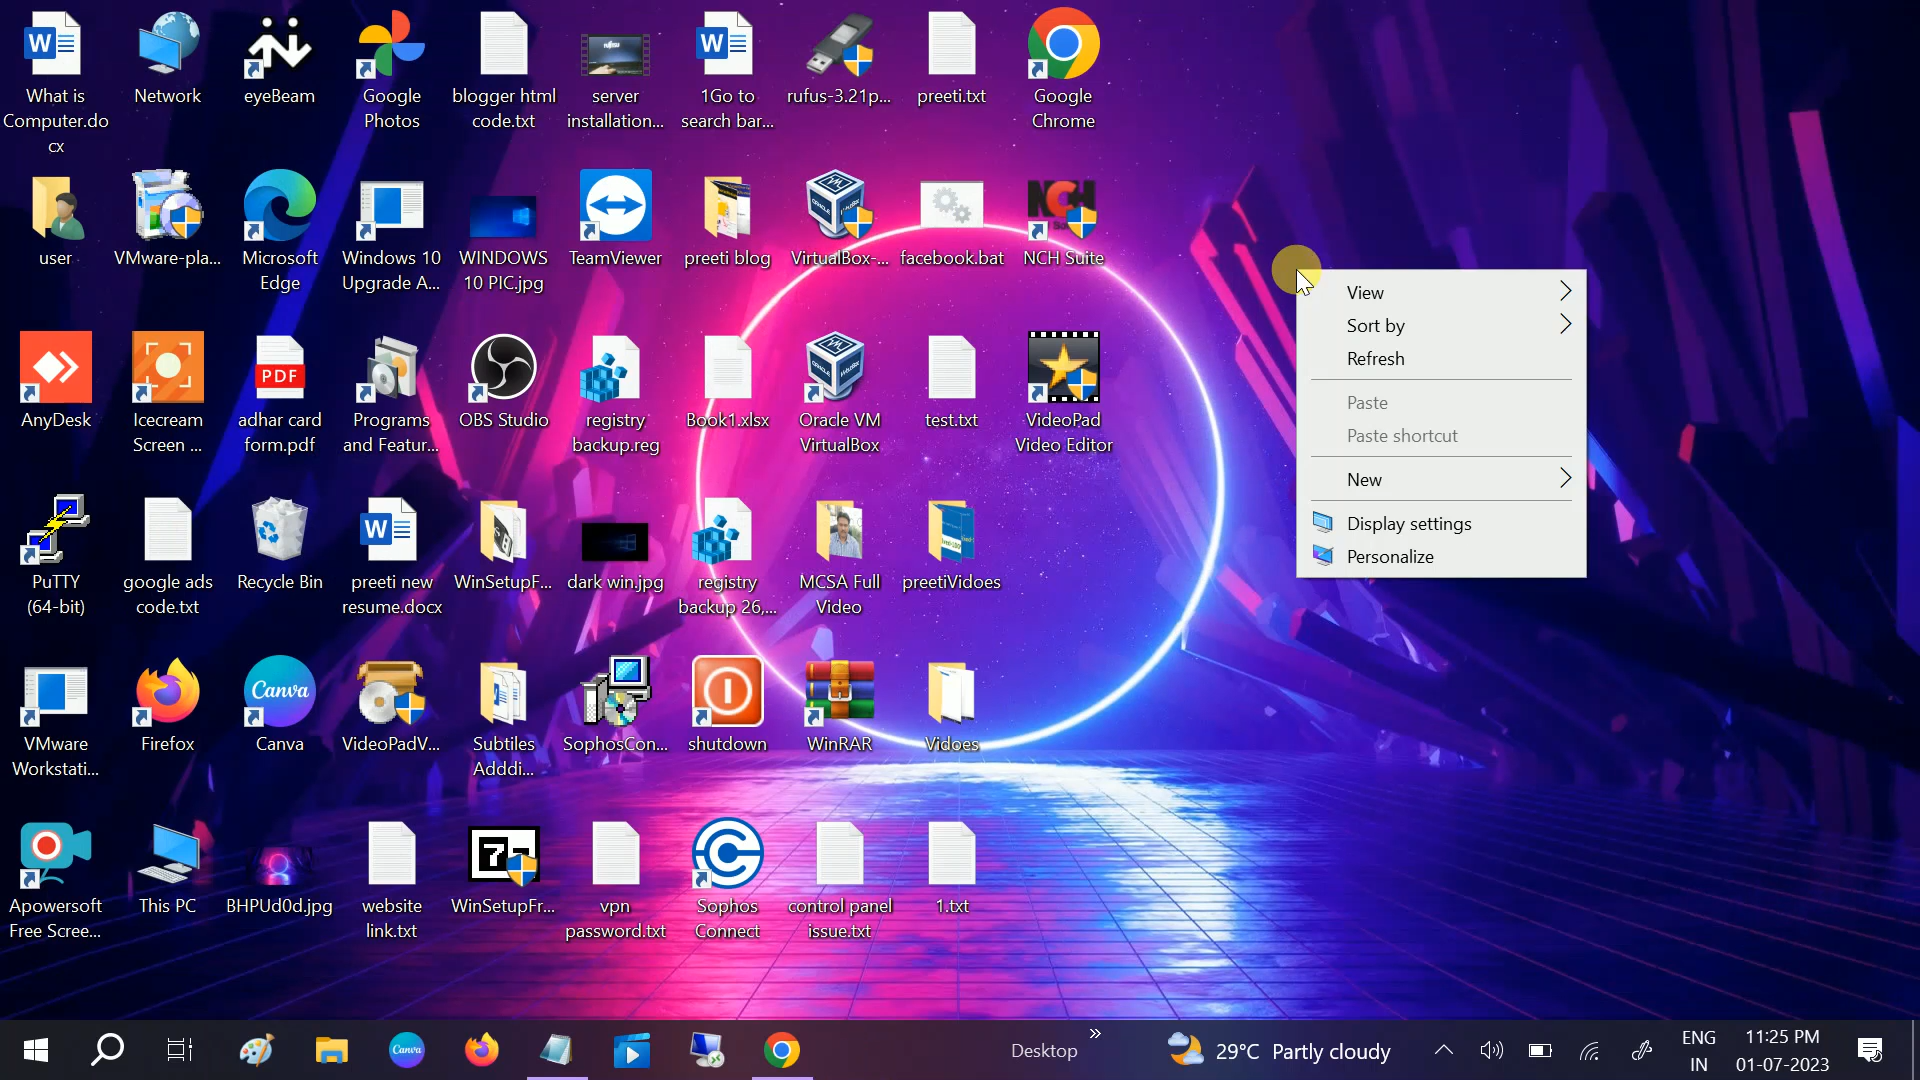 What is
Computer.do
cx
Network
eyeBeam
Google
Photos
blogger html
code.txt
server
installation...
1Go to
search bar...
rufus-3.21p...
preeti.txt
Google
Chrome
user
VMware-pla...
Microsoft
Edge
Windows 10
Upgrade A...
WINDOWS
10 PIC.jpg
TeamViewer
preeti blog
VirtualBox-...
facebook.bat
NCH
NCH Suite
AnyDesk
Icecream
Screen ...
PDF
adhar card
form.pdf
Programs
and Featur...
OBS Studio
registry
backup.reg
Book1.xlsx
Oracle VM
VirtualBox
test.txt
VideoPad
Video Editor
PuTTY
(64-bit)
google ads
code.txt
Recycle Bin
preeti new
resume.docx
WinSetupF...
dark win.jpg
registry
backup 26,...
MCSA Full
Video
preetiVidoes
VMware
Workstati...
Firefox
Canva
Canva
VideoPadV...
Subtiles
Adddi...
SophosCon...
shutdown
WinRAR
Vidoes
Apowersoft
Free Scree...
This PC
BHPUd0d.jpg
website
link.txt
WinSetupFr...
vpn
password.txt
Sophos
Connect
control panel
issue.txt
1.txt
View
Sort by
Refresh
Paste
Paste shortcut
New
Display settings
Personalize
Canva
Desktop
29°C Partly cloudy
ENG
IN
11:25 PM
01-07-2023